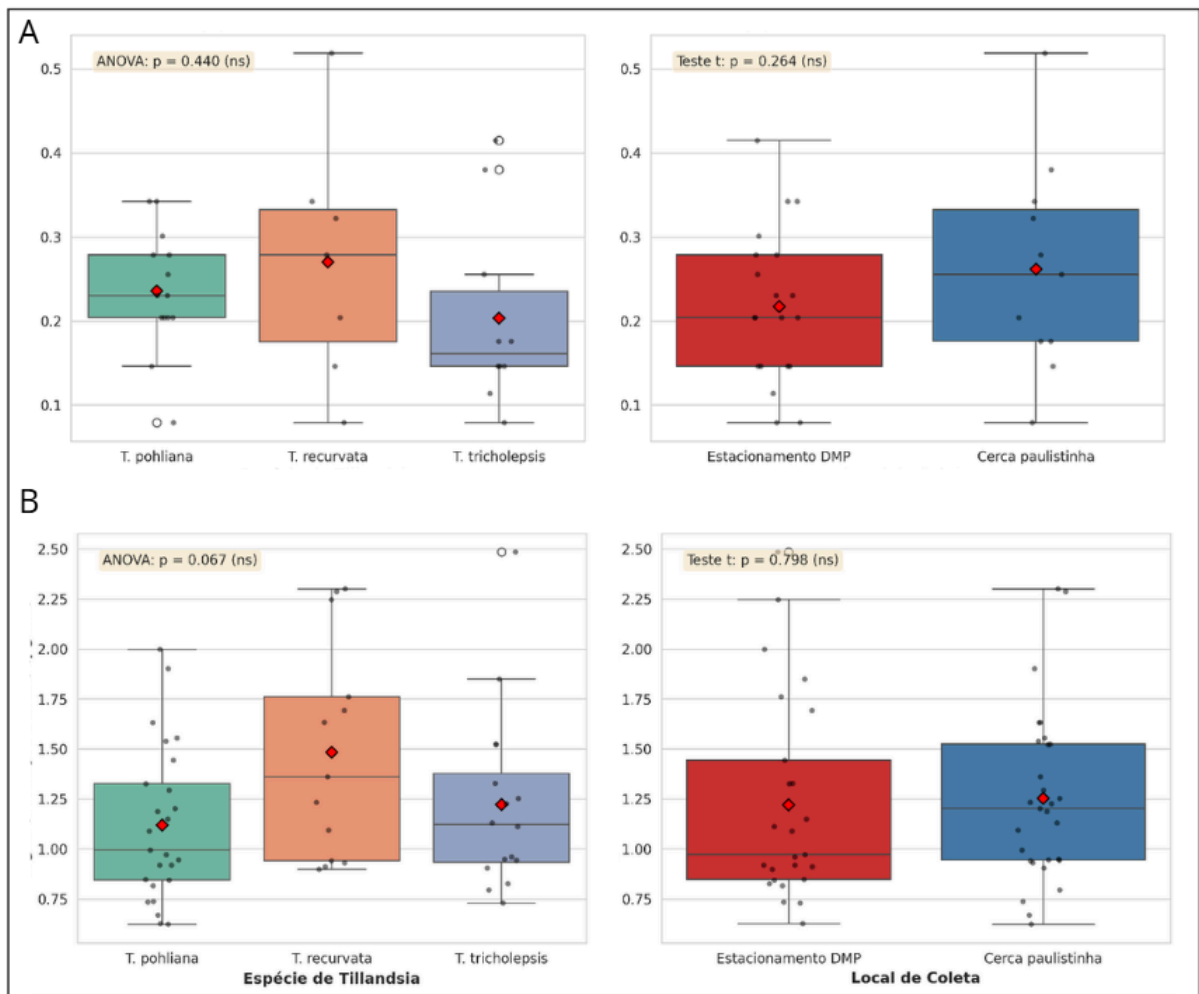 A
ANOVA: p = 0.440 (ns)
0.5
0.4
0.3
0.2
0.1
T. pohliana
T. recurvata
T. tricholepsis
Teste t: p = 0.264 (ns)
0.5
0.4
0.3
0.2
0.1
Estacionamento DMP
Cerca paulistinha
B
ANOVA: p = 0.067 (ns)
2.50
2.25
2.00
1.75
1.50
1.25
1.00
0.75
T. pohliana
T. recurvata
T. tricholepsis
Espécie de Tillandsia
Teste t: p = 0.798 (ns)
2.50
2.25
2.00
1.75
1.50
1.25
1.00
0.75
Estacionamento DMP
Cerca paulistinha
Local de Coleta